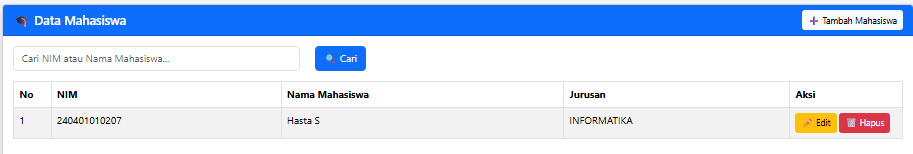 Data Mahasiswa
Tambah Mahasiswa
Cari NIM atau Nama Mahasiswa...
Cari
No NIM Nama Mahasiswa Jurusan Aksi
1 240401010207 Hasta S INFORMATIKA Edit Hapus